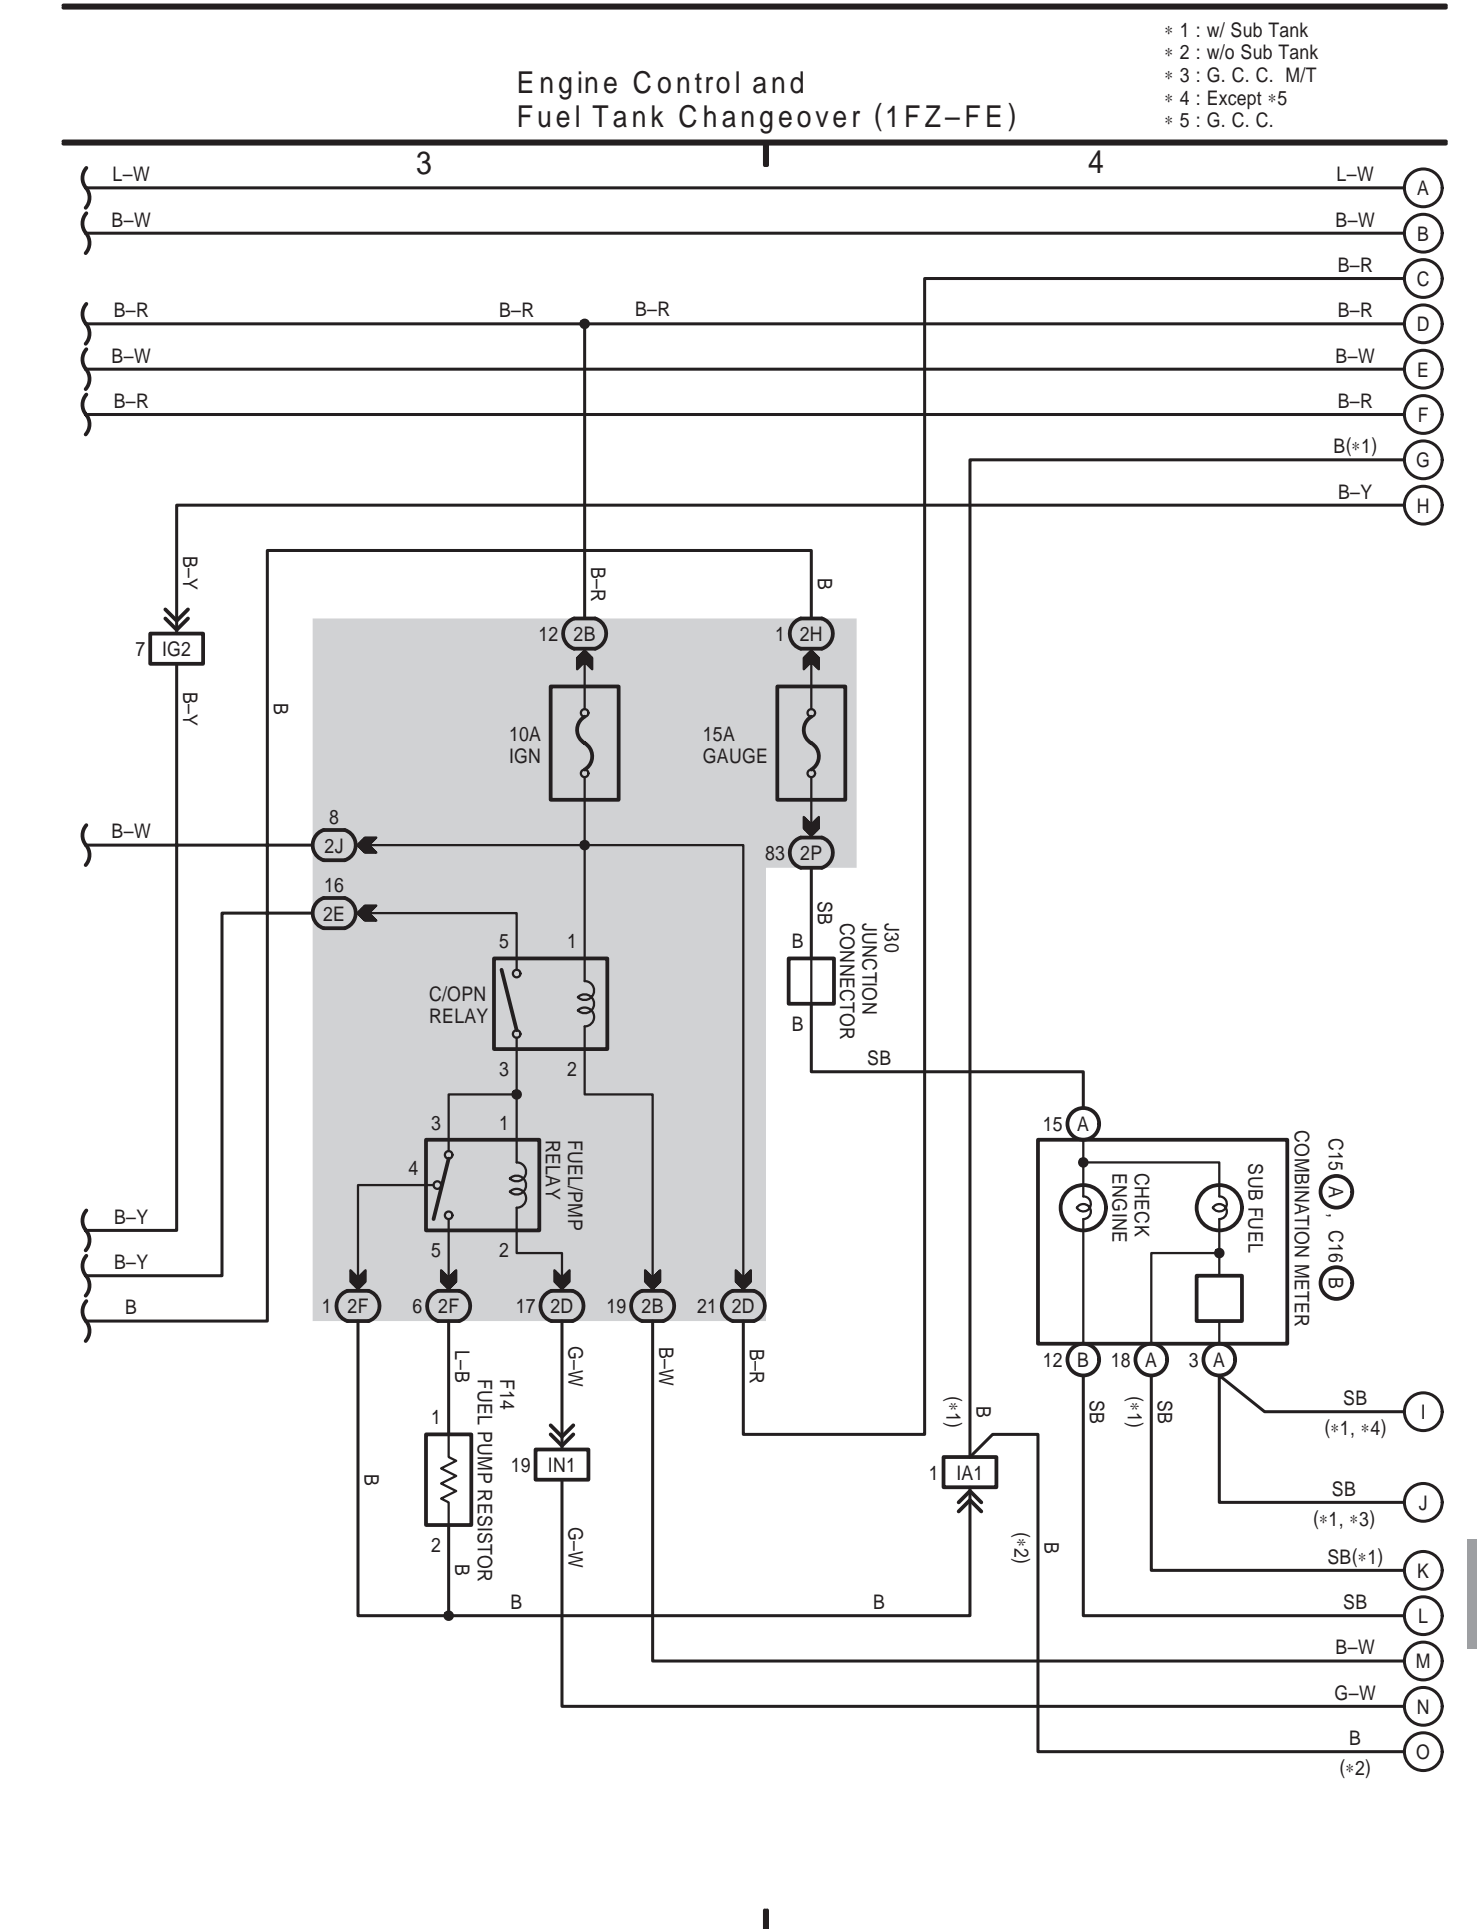 * 1 : w/ Sub Tank
* 2 : w/o Sub Tank
* 3 : G. C. C. M/T
* 4 : Except *5
* 5 : G. C. C.
Engine Control and
Fuel Tank Changeover (1FZ–FE)
3
4
L–W
L–W
A
B–W
B–W
B
B–R
C
B–R
B–R
B–R
B–R
D
B–W
B–W
E
B–R
B–R
F
B(*1)
G
B–Y
H
B–Y
B–R
B
12
2B
1
2H
7
IG2
B–Y
B
10A
IGN
15A
GAUGE
8
B–W
2J
83
2P
16
2E
SB
B
J30
JUNCTION
CONNECTOR
5
1
C/OPN
RELAY
B
SB
3
2
3
1
15
A
4
FUEL/PMP
RELAY
CHECK
ENGINE
SUB FUEL
COMBINATION METER
C15 A , C16 B
B–Y
5
2
B–Y
B
1
2F
6
2F
17
2D
19
2B
21
2D
12
B
18
A
3
A
L–B
G–W
B–W
B–R
F14
FUEL PUMP RESISTOR
1
B
(*1)
SB
SB
(*1)
SB
(*1, *4)
I
19
IN1
1
IA1
B
SB
(*1, *3)
J
2
B
G–W
B
(*2)
SB(*1)
K
B
B
SB
L
B–W
M
G–W
N
B
(*2)
O